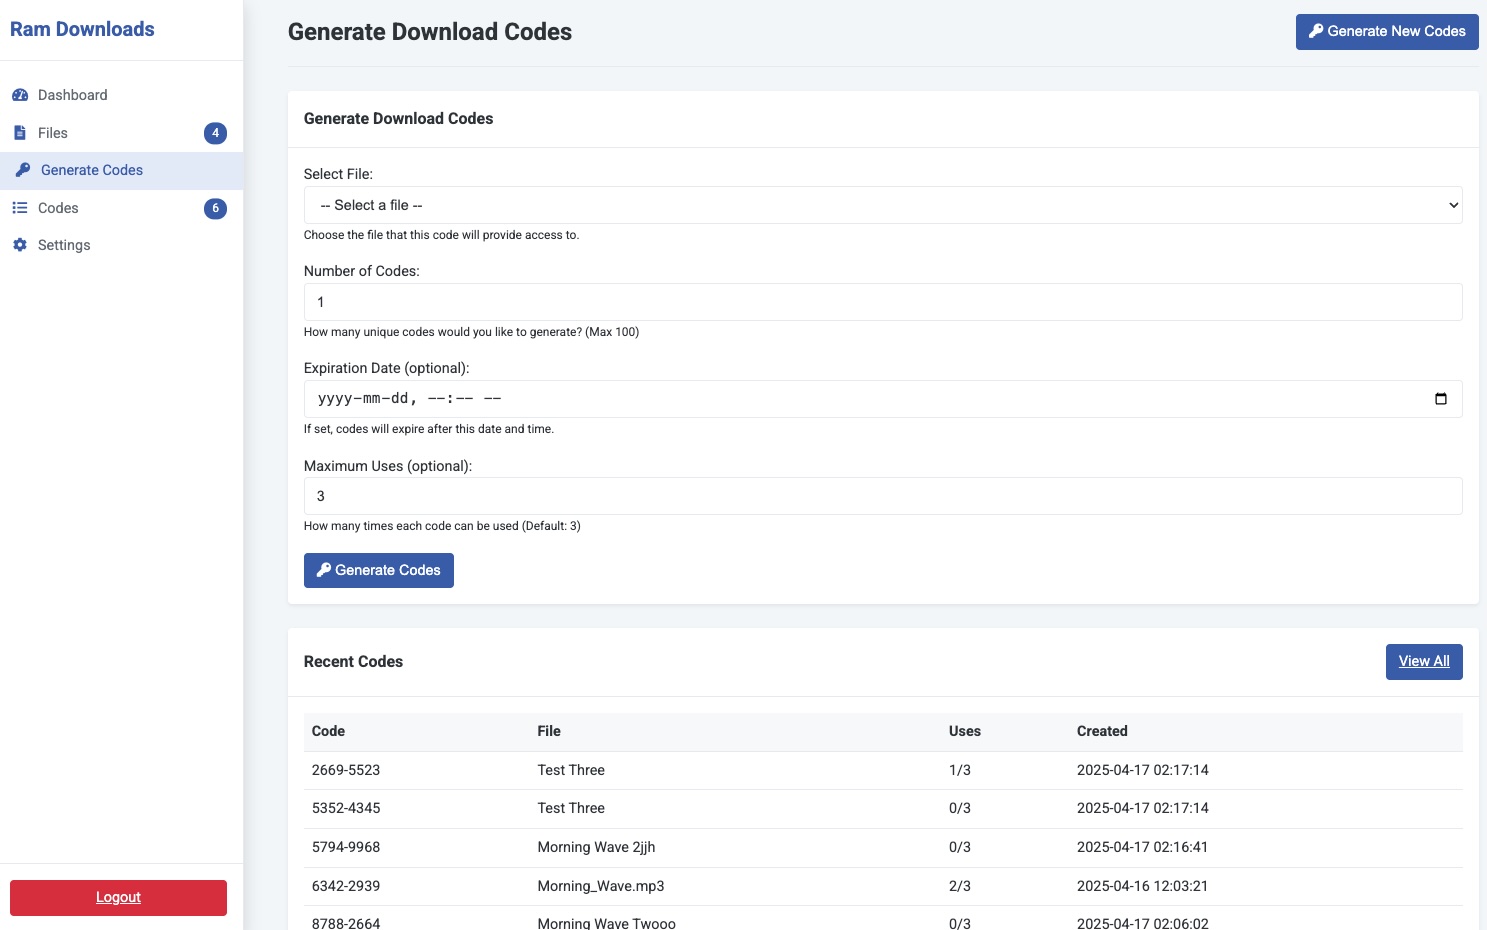 Ram Downloads
Dashboard
Files 4
Generate Codes
Codes 6
Settings
Logout
Generate Download Codes
Generate New Codes
Generate Download Codes
Select File:
-- Select a file --
Choose the file that this code will provide access to.
Number of Codes:
1
How many unique codes would you like to generate? (Max 100)
Expiration Date (optional):
yyyy-mm-dd, --:-- --
If set, codes will expire after this date and time.
Maximum Uses (optional):
3
How many times each code can be used (Default: 3)
Generate Codes
Recent Codes
View All
Code File Uses Created
2669-5523 Test Three 1/3 2025-04-17 02:17:14
5352-4345 Test Three 0/3 2025-04-17 02:17:14
5794-9968 Morning Wave 2jjh 0/3 2025-04-17 02:16:41
6342-2939 Morning_Wave.mp3 2/3 2025-04-16 12:03:21
8788-2664 Morning Wave Twooo 0/3 2025-04-17 02:06:02